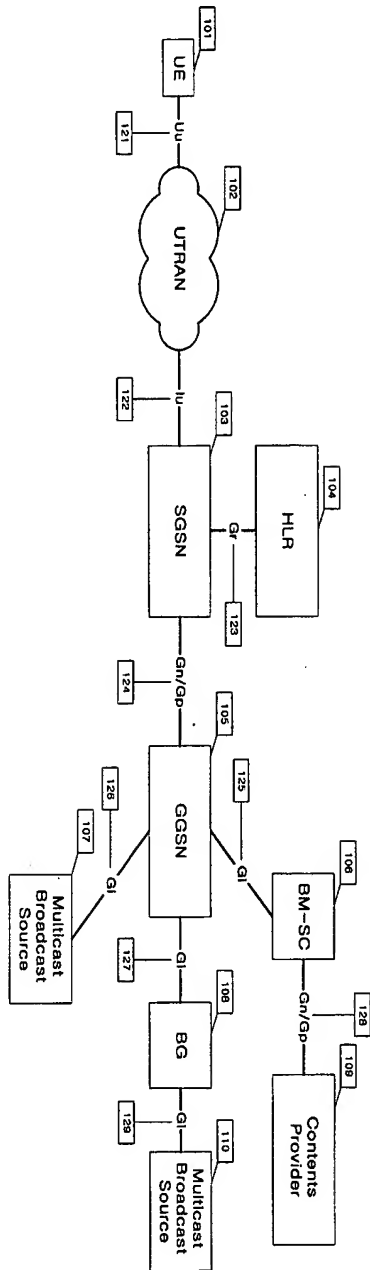 104
106
128
109
HLR
BM-SC
Gn/Gp
Contents
Provider
123
Gr
125
Gi
101
102
103
105
108
110
UE
Uu
UTRAN
Iu
SGSN
Gn/Gp
GGSN
Gi
BG
Gi
Multicast
Broadcast
Source
121
122
124
127
129
126
Gi
107
Multicast
Broadcast
Source